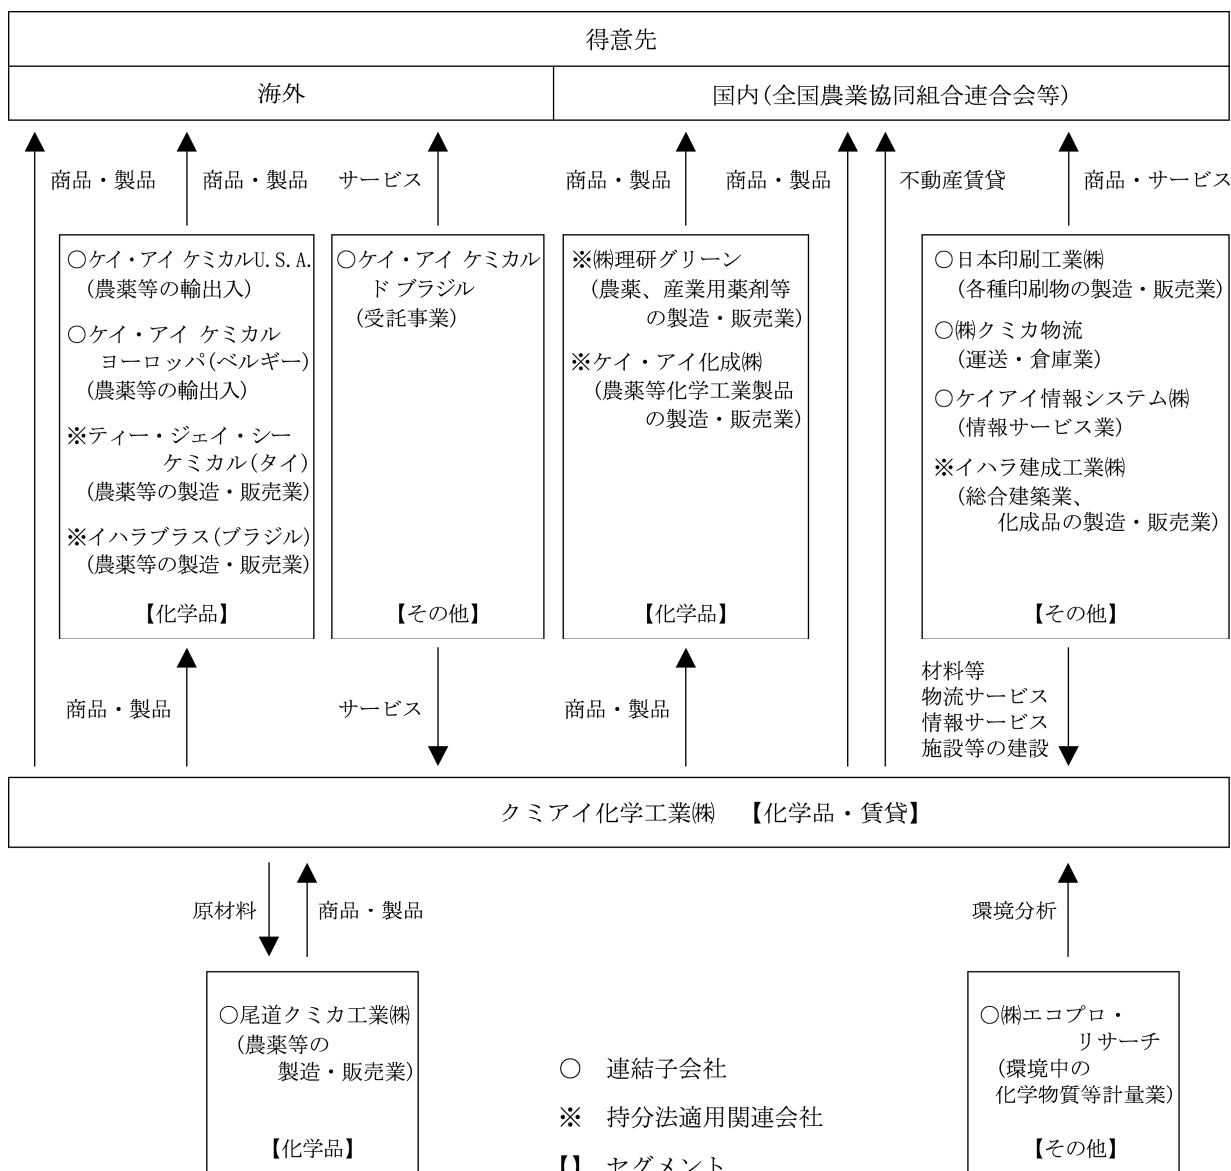 得意先
海外
国内(全国農業協同組合連合会等)
商品・製品
商品・製品
サービス
商品・製品
商品・製品
不動産賃貸
商品・サービス
○ケイ・アイ ケミカルU.S.A.
(農薬等の輸出入)
○ケイ・アイ ケミカル
ヨーロッパ(ベルギー)
(農薬等の輸出入)
※ティー・ジェイ・シー
ケミカル(タイ)
(農薬等の製造・販売業)
※イハラブラス(ブラジル)
(農薬等の製造・販売業)
【化学品】
○ケイ・アイ ケミカル
ド ブラジル
(受託事業)
【その他】
※㈱理研グリーン
(農薬、産業用薬剤等
の製造・販売業)
※ケイ・アイ化成㈱
(農薬等化学工業製品
の製造・販売業)
【化学品】
○日本印刷工業㈱
(各種印刷物の製造・販売業)
○㈱クミカ物流
(運送・倉庫業)
○ケイアイ情報システム㈱
(情報サービス業)
※イハラ建成工業㈱
(総合建築業、
化成品の製造・販売業)
【その他】
商品・製品
サービス
商品・製品
材料等
物流サービス
情報サービス
施設等の建設
クミアイ化学工業㈱ 【化学品・賃貸】
原材料
商品・製品
環境分析
○尾道クミカ工業㈱
(農薬等の
製造・販売業)
【化学品】
○ 連結子会社
※ 持分法適用関連会社
【】 セグメント
○㈱エコプロ・
リサーチ
(環境中の
化学物質等計量業)
【その他】